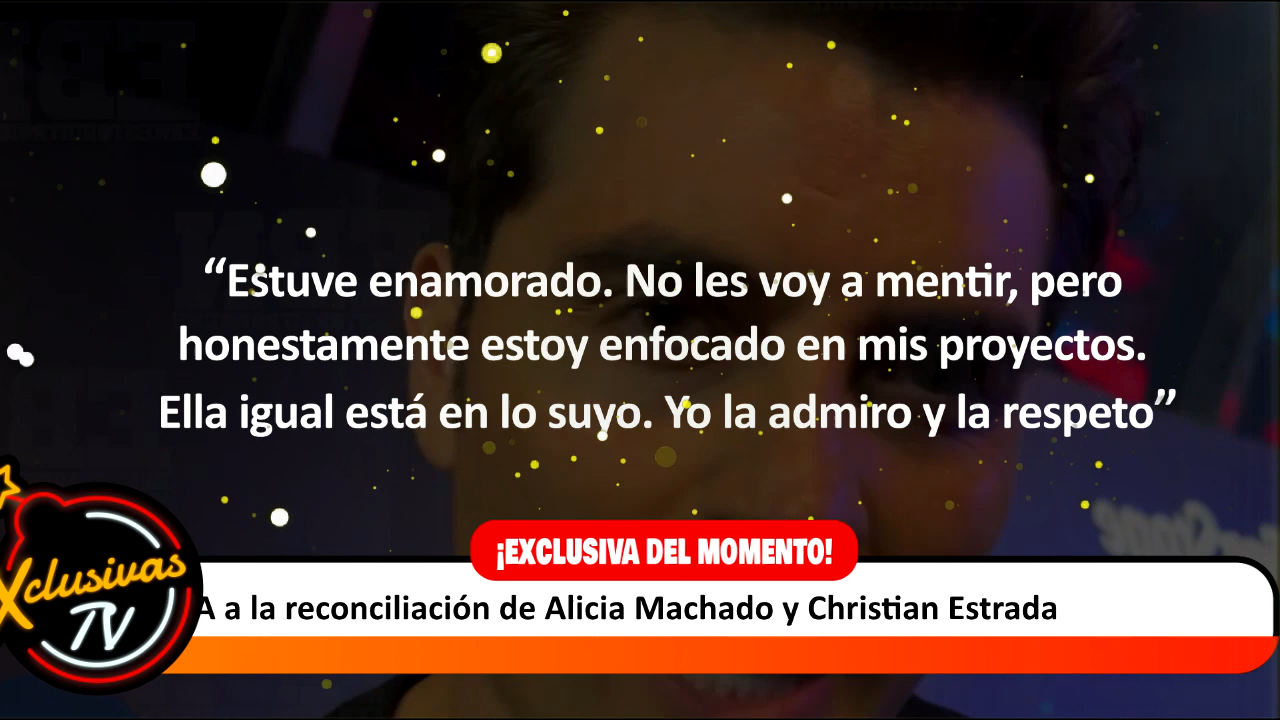 “Estuve enamorado. No les voy a mentir, pero
honestamente estoy enfocado en mis proyectos.
Ella igual está en lo suyo. Yo la admiro y la respeto”
¡EXCLUSIVA DEL MOMENTO!
A a la reconciliación de Alicia Machado y Christian Estrada
Xclusivas
TV